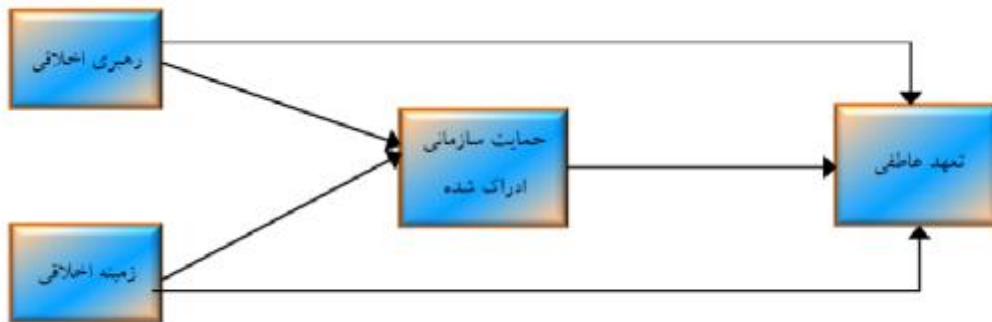 رهبری اخلاقی
حمایت سازمانی
ادراک شده
تعهد عاطفی
زمینه اخلاقی